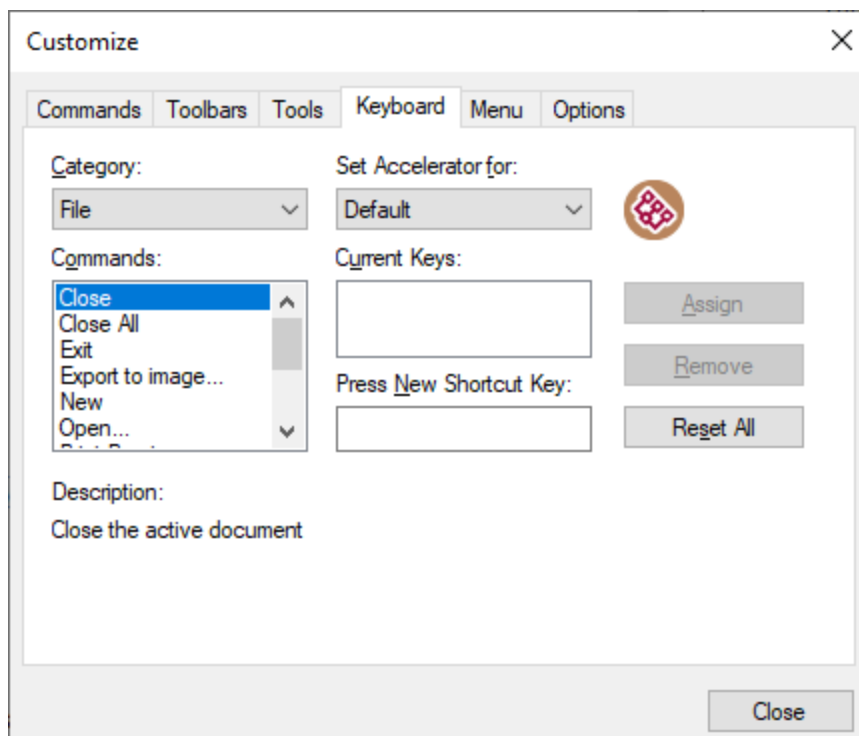 Customize
Commands Toolbars Tools Keyboard Menu Options
Category:
Set Accelerator for:
File
Default
Commands:
Current Keys:
Close
Close All
Exit
Export to image...
New
Open...
Assign
Remove
Press New Shortcut Key:
Reset All
Description:
Close the active document
Close